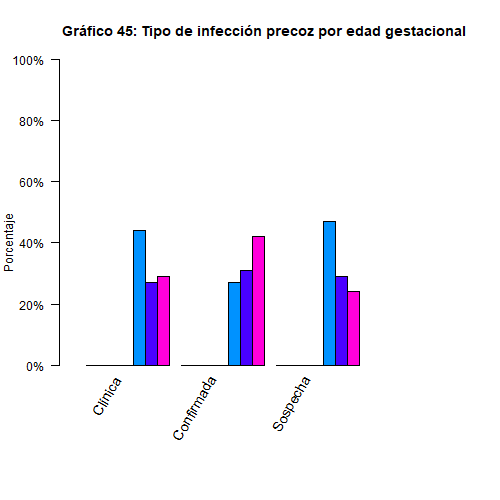 Gráfico 45: Tipo de infección precoz por edad gestacional
100%
80%
60%
40%
20%
0%
Porcentaje
Clínica
Confirmada
Sospecha